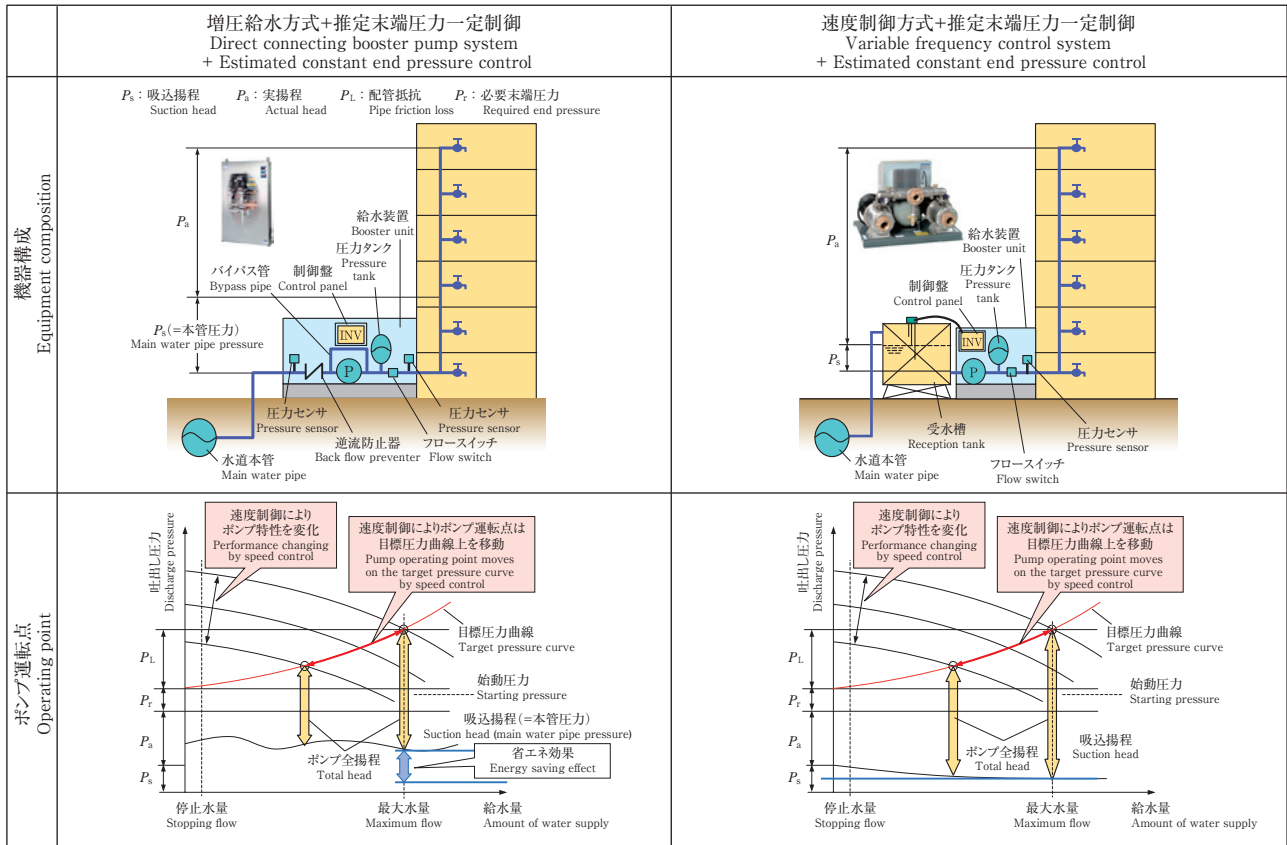 増圧給水方式+推定末端圧力一定制御
Direct connecting booster pump system
+ Estimated constant end pressure control
速度制御方式+推定末端圧力一定制御
Variable frequency control system
+ Estimated constant end pressure control
機器構成
Equipment composition
Ps：吸込揚程
Suction head
Pa：実揚程
Actual head
PL：配管抵抗
Pipe friction loss
Pr：必要末端圧力
Required end pressure
Pa
給水装置
Booster unit
圧力タンク
Pressure
tank
バイパス管
Bypass pipe
制御盤
Control panel
Ps(=本管圧力)
Main water pipe pressure
INV
P
圧力センサ
Pressure sensor
圧力センサ
Pressure sensor
逆流防止器
Back flow preventer
フロースイッチ
Flow switch
水道本管
Main water pipe
Pa
給水装置
Booster unit
圧力タンク
Pressure
tank
制御盤
Control panel
Ps
INV
P
受水槽
Reception tank
圧力センサ
Pressure sensor
水道本管
Main water pipe
フロースイッチ
Flow switch
ポンプ運転点
Operating point
吐出し圧力
Discharge pressure
速度制御により
ポンプ特性を変化
Performance changing
by speed control
速度制御によりポンプ運転点は
目標圧力曲線上を移動
Pump operating point moves
on the target pressure curve
by speed control
目標圧力曲線
Target pressure curve
PL
始動圧力
Starting pressure
Pr
吸込揚程(=本管圧力)
Suction head (main water pipe pressure)
Pa
ポンプ全揚程
Total head
省エネ効果
Energy saving effect
Ps
停止水量
Stopping flow
最大水量
Maximum flow
給水量
Amount of water supply
吐出し圧力
Discharge pressure
速度制御により
ポンプ特性を変化
Performance changing
by speed control
速度制御によりポンプ運転点は
目標圧力曲線上を移動
Pump operating point moves
on the target pressure curve
by speed control
目標圧力曲線
Target pressure curve
PL
始動圧力
Starting pressure
Pr
Pa
ポンプ全揚程
Total head
吸込揚程
Suction head
Ps
停止水量
Stopping flow
最大水量
Maximum flow
給水量
Amount of water supply